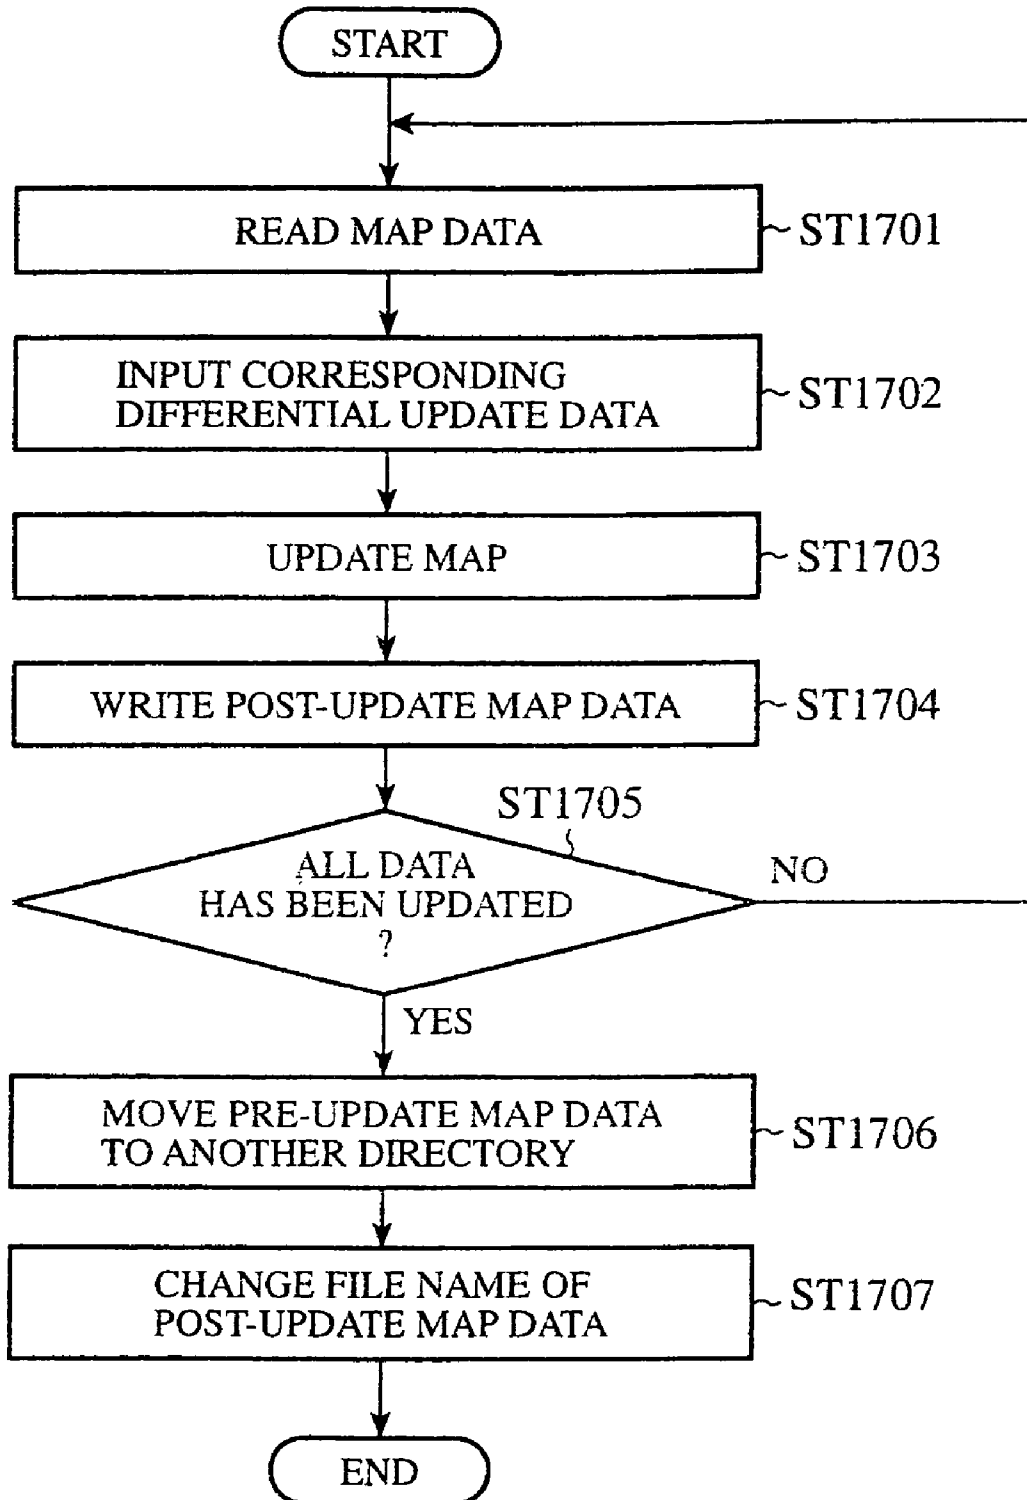 START
READ MAP DATA
ST1701
INPUT CORRESPONDING
DIFFERENTIAL UPDATE DATA
ST1702
UPDATE MAP
ST1703
WRITE POST-UPDATE MAP DATA
ST1704
ST1705
ALL DATA
HAS BEEN UPDATED
?
NO
YES
MOVE PRE-UPDATE MAP DATA
TO ANOTHER DIRECTORY
ST1706
CHANGE FILE NAME OF
POST-UPDATE MAP DATA
ST1707
END